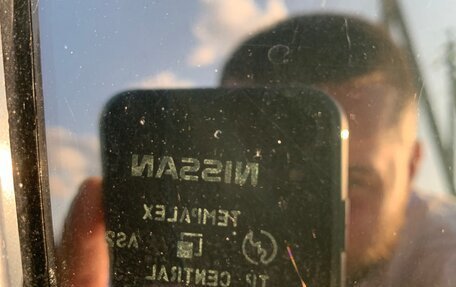 NISSAN
TEMPALEX
AS2
TP CENTRAL